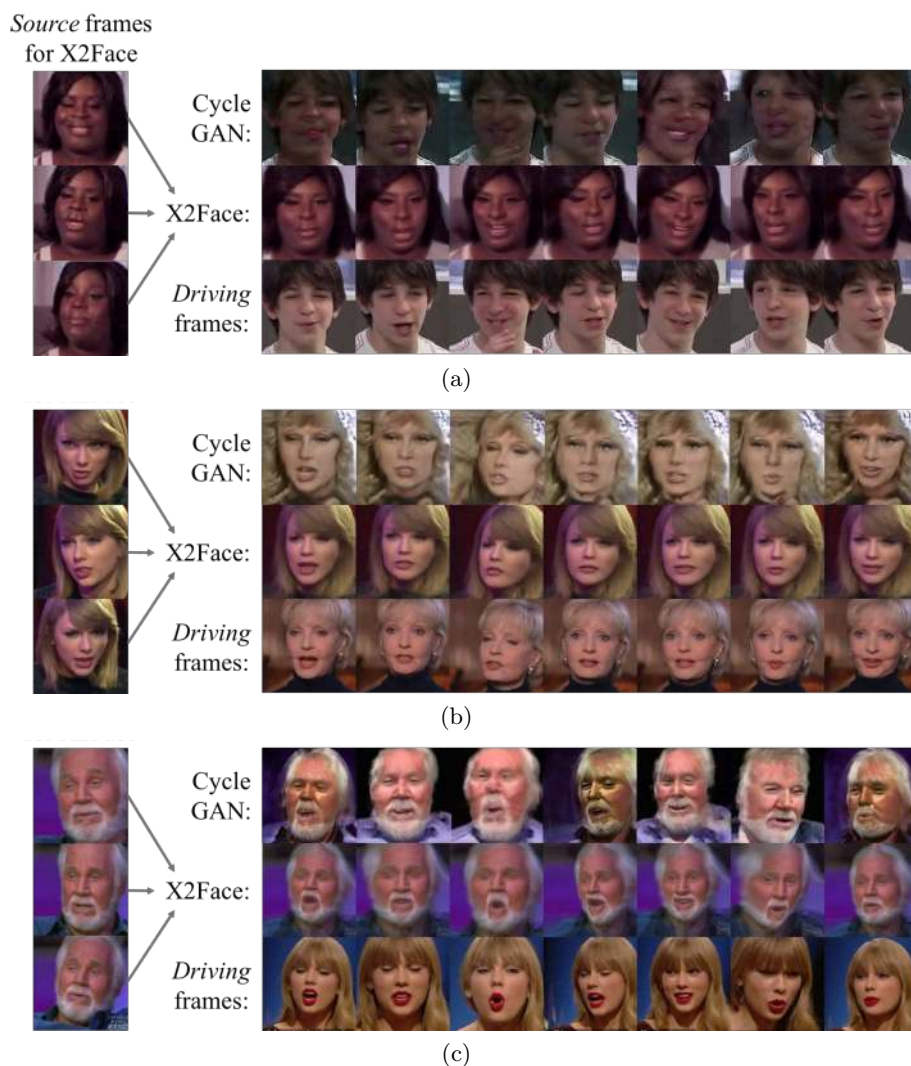 Source frames
for X2Face
Cycle
GAN:
X2Face:
Driving
frames:
(a)
Cycle
GAN:
X2Face:
Driving
frames:
(b)
Cycle
GAN:
X2Face:
Driving
frames:
(c)